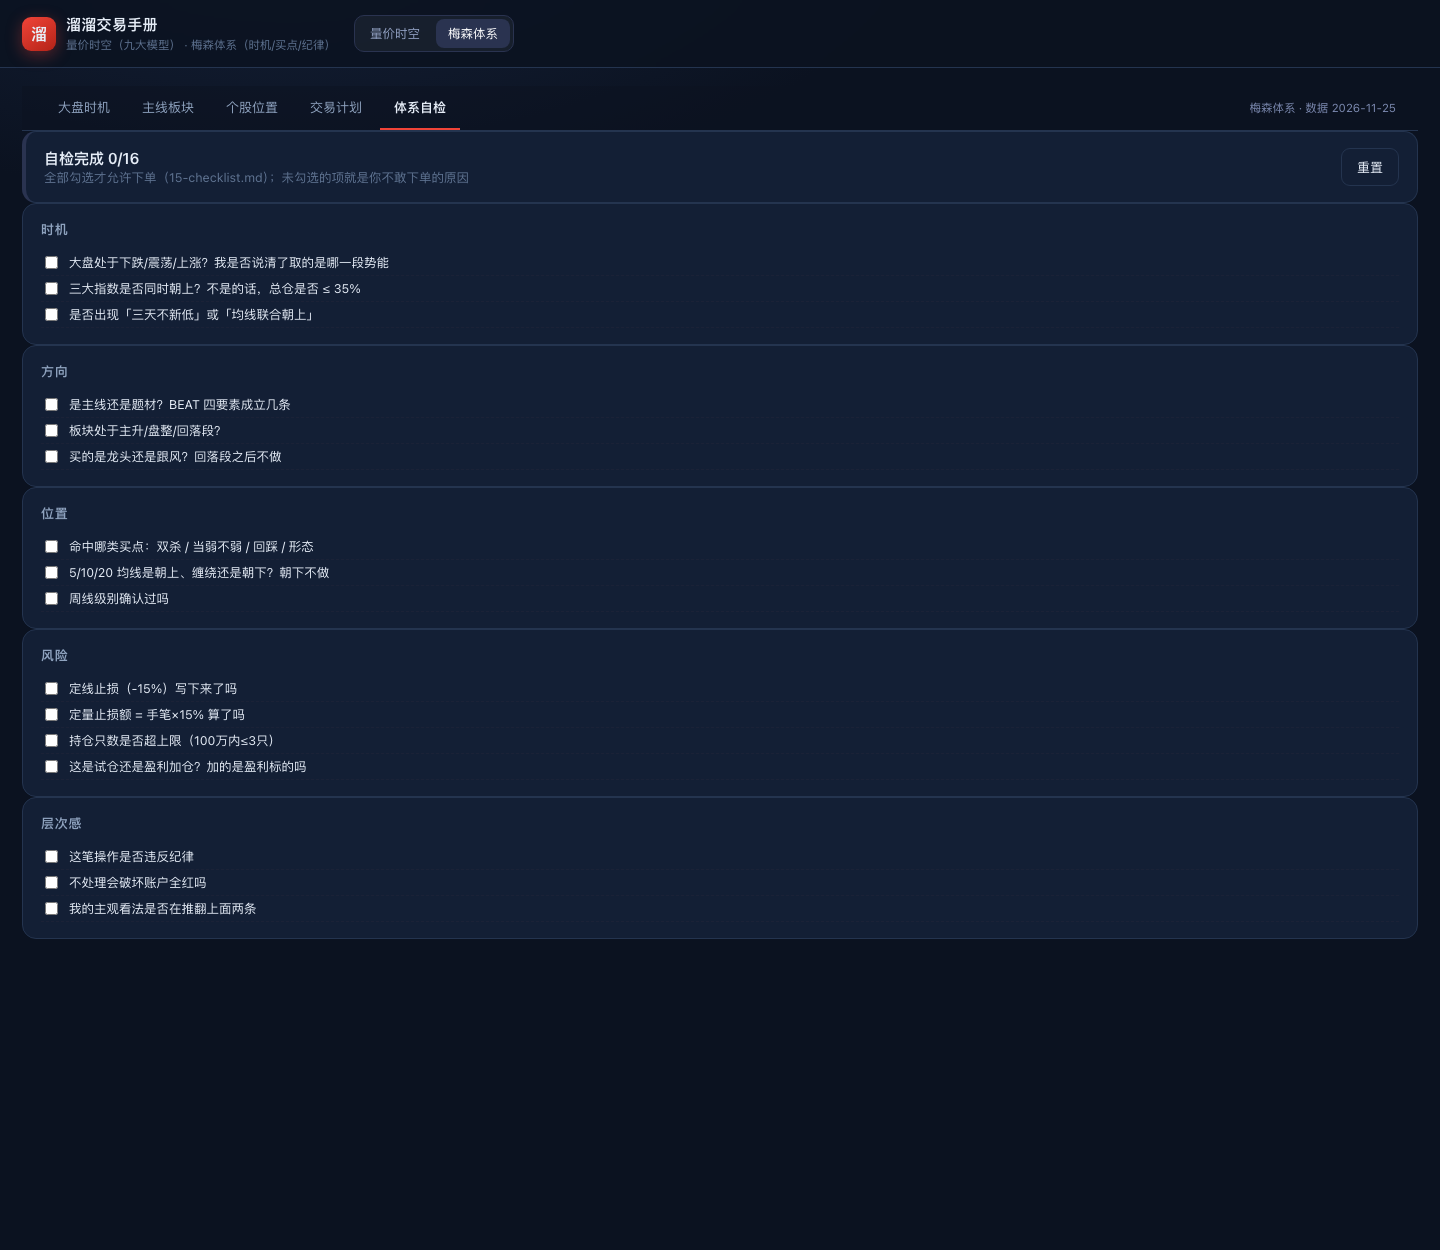 溜
溜溜交易手册
量价时空（九大模型） · 梅森体系（时机/买点/纪律）
量价时空
梅森体系
大盘时机
主线板块
个股位置
交易计划
体系自检
梅森体系 · 数据 2026-11-25
自检完成 0/16
全部勾选才允许下单（15-checklist.md）；未勾选的项就是你不敢下单的原因
重置
时机
大盘处于下跌/震荡/上涨？我是否说清了取的是哪一段势能
三大指数是否同时朝上？不是的话，总仓是否 ≤ 35%
是否出现「三天不新低」或「均线联合朝上」
方向
是主线还是题材？BEAT 四要素成立几条
板块处于主升/盘整/回落段？
买的是龙头还是跟风？回落段之后不做
位置
命中哪类买点：双杀 / 当弱不弱 / 回踩 / 形态
5/10/20 均线是朝上、缠绕还是朝下？朝下不做
周线级别确认过吗
风险
定线止损（-15%）写下来了吗
定量止损额 = 手笔×15% 算了吗
持仓只数是否超上限（100万内≤3只）
这是试仓还是盈利加仓？加的是盈利标的吗
层次感
这笔操作是否违反纪律
不处理会破坏账户全红吗
我的主观看法是否在推翻上面两条